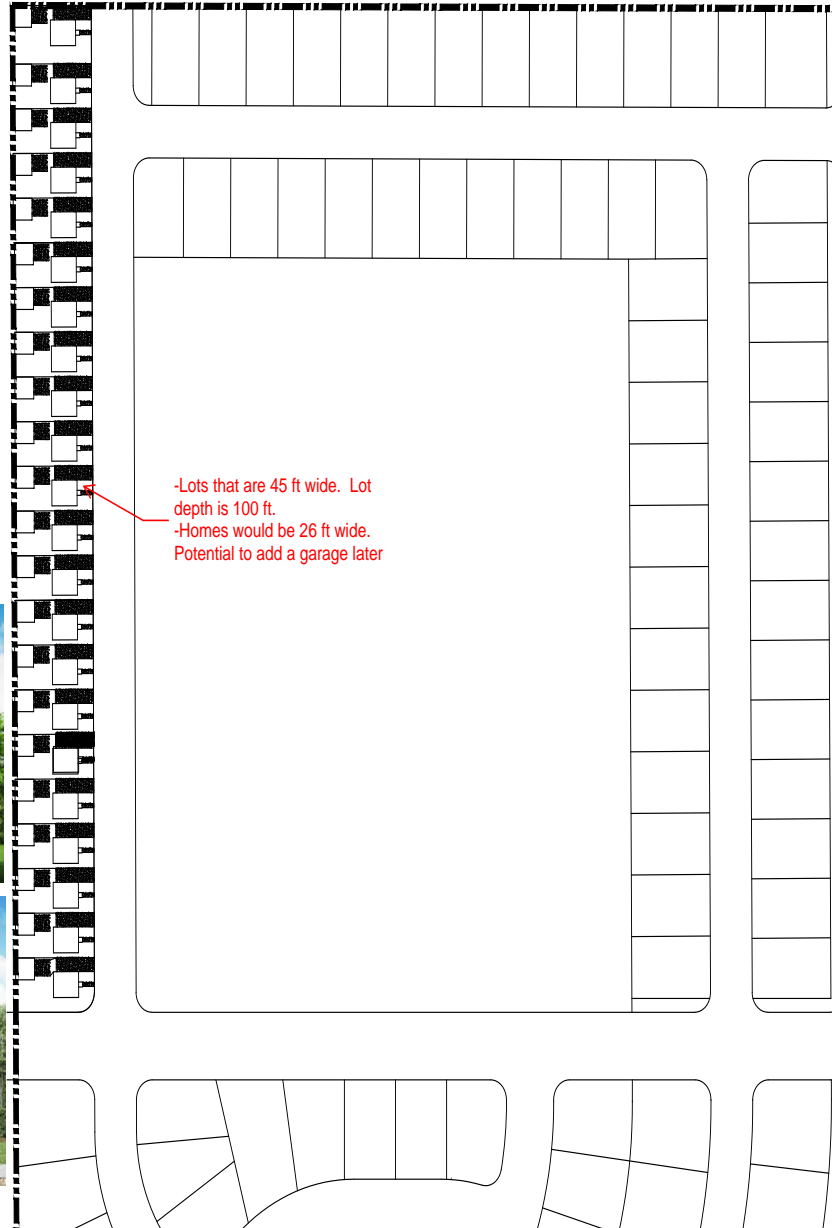 -Lots that are 45 ft wide.  Lot
depth is 100 ft.
-Homes would be 26 ft wide.
Potential to add a garage later